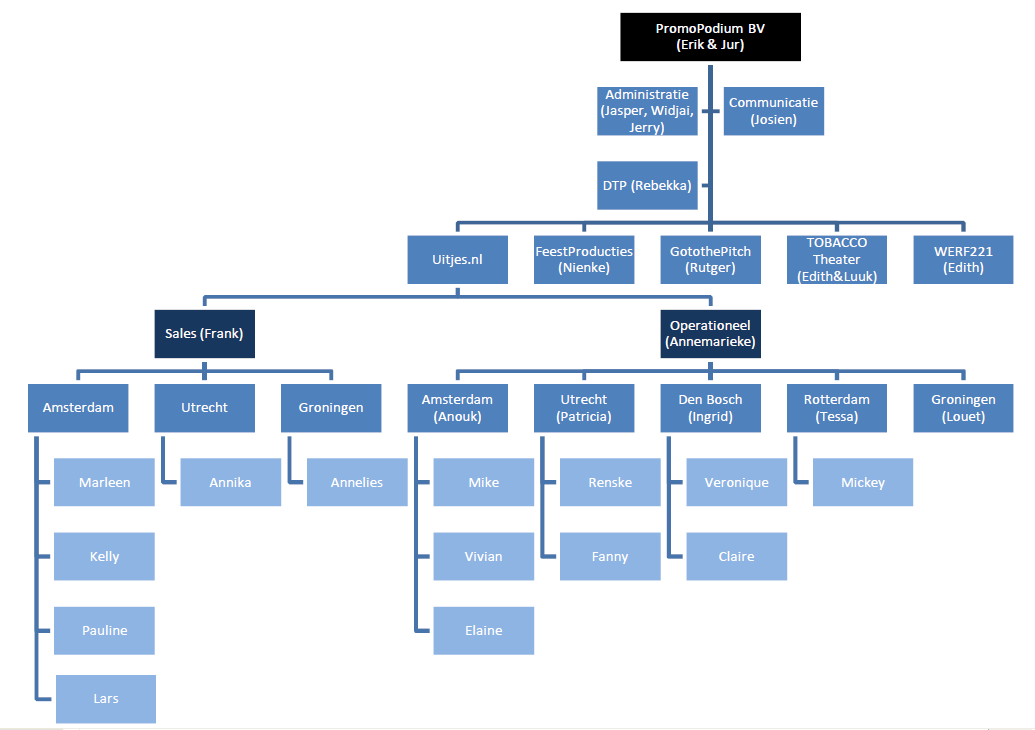 PromoPodium BV
(Erik & Jur)
Administratie
(Jasper, Widjai,
Jerry)
Communicatie
(Josien)
DTP (Rebekka)
Uitjes.nl
FeestProducties
(Nienke)
GotothePitch
(Rutger)
TOBACCO
Theater
(Edith&Luuk)
WERF221
(Edith)
Sales (Frank)
Operationeel
(Annemarieke)
Amsterdam
Utrecht
Groningen
Amsterdam
(Anouk)
Utrecht
(Patricia)
Den Bosch
(Ingrid)
Rotterdam
(Tessa)
Groningen
(Louet)
Marleen
Annika
Annelies
Mike
Renske
Veronique
Mickey
Kelly
Vivian
Fanny
Claire
Pauline
Elaine
Lars